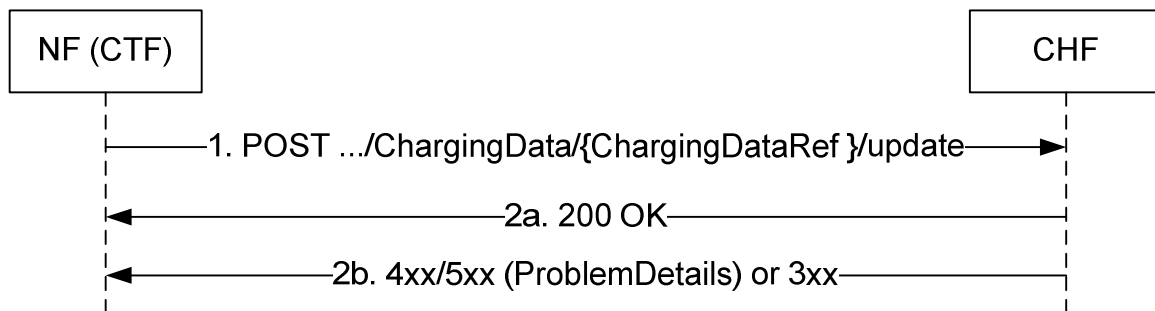 NF (CTF)
CHF
1. POST .../ChargingData/{ChargingDataRef }/update
2a. 200 OK
2b. 4xx/5xx (ProblemDetails) or 3xx